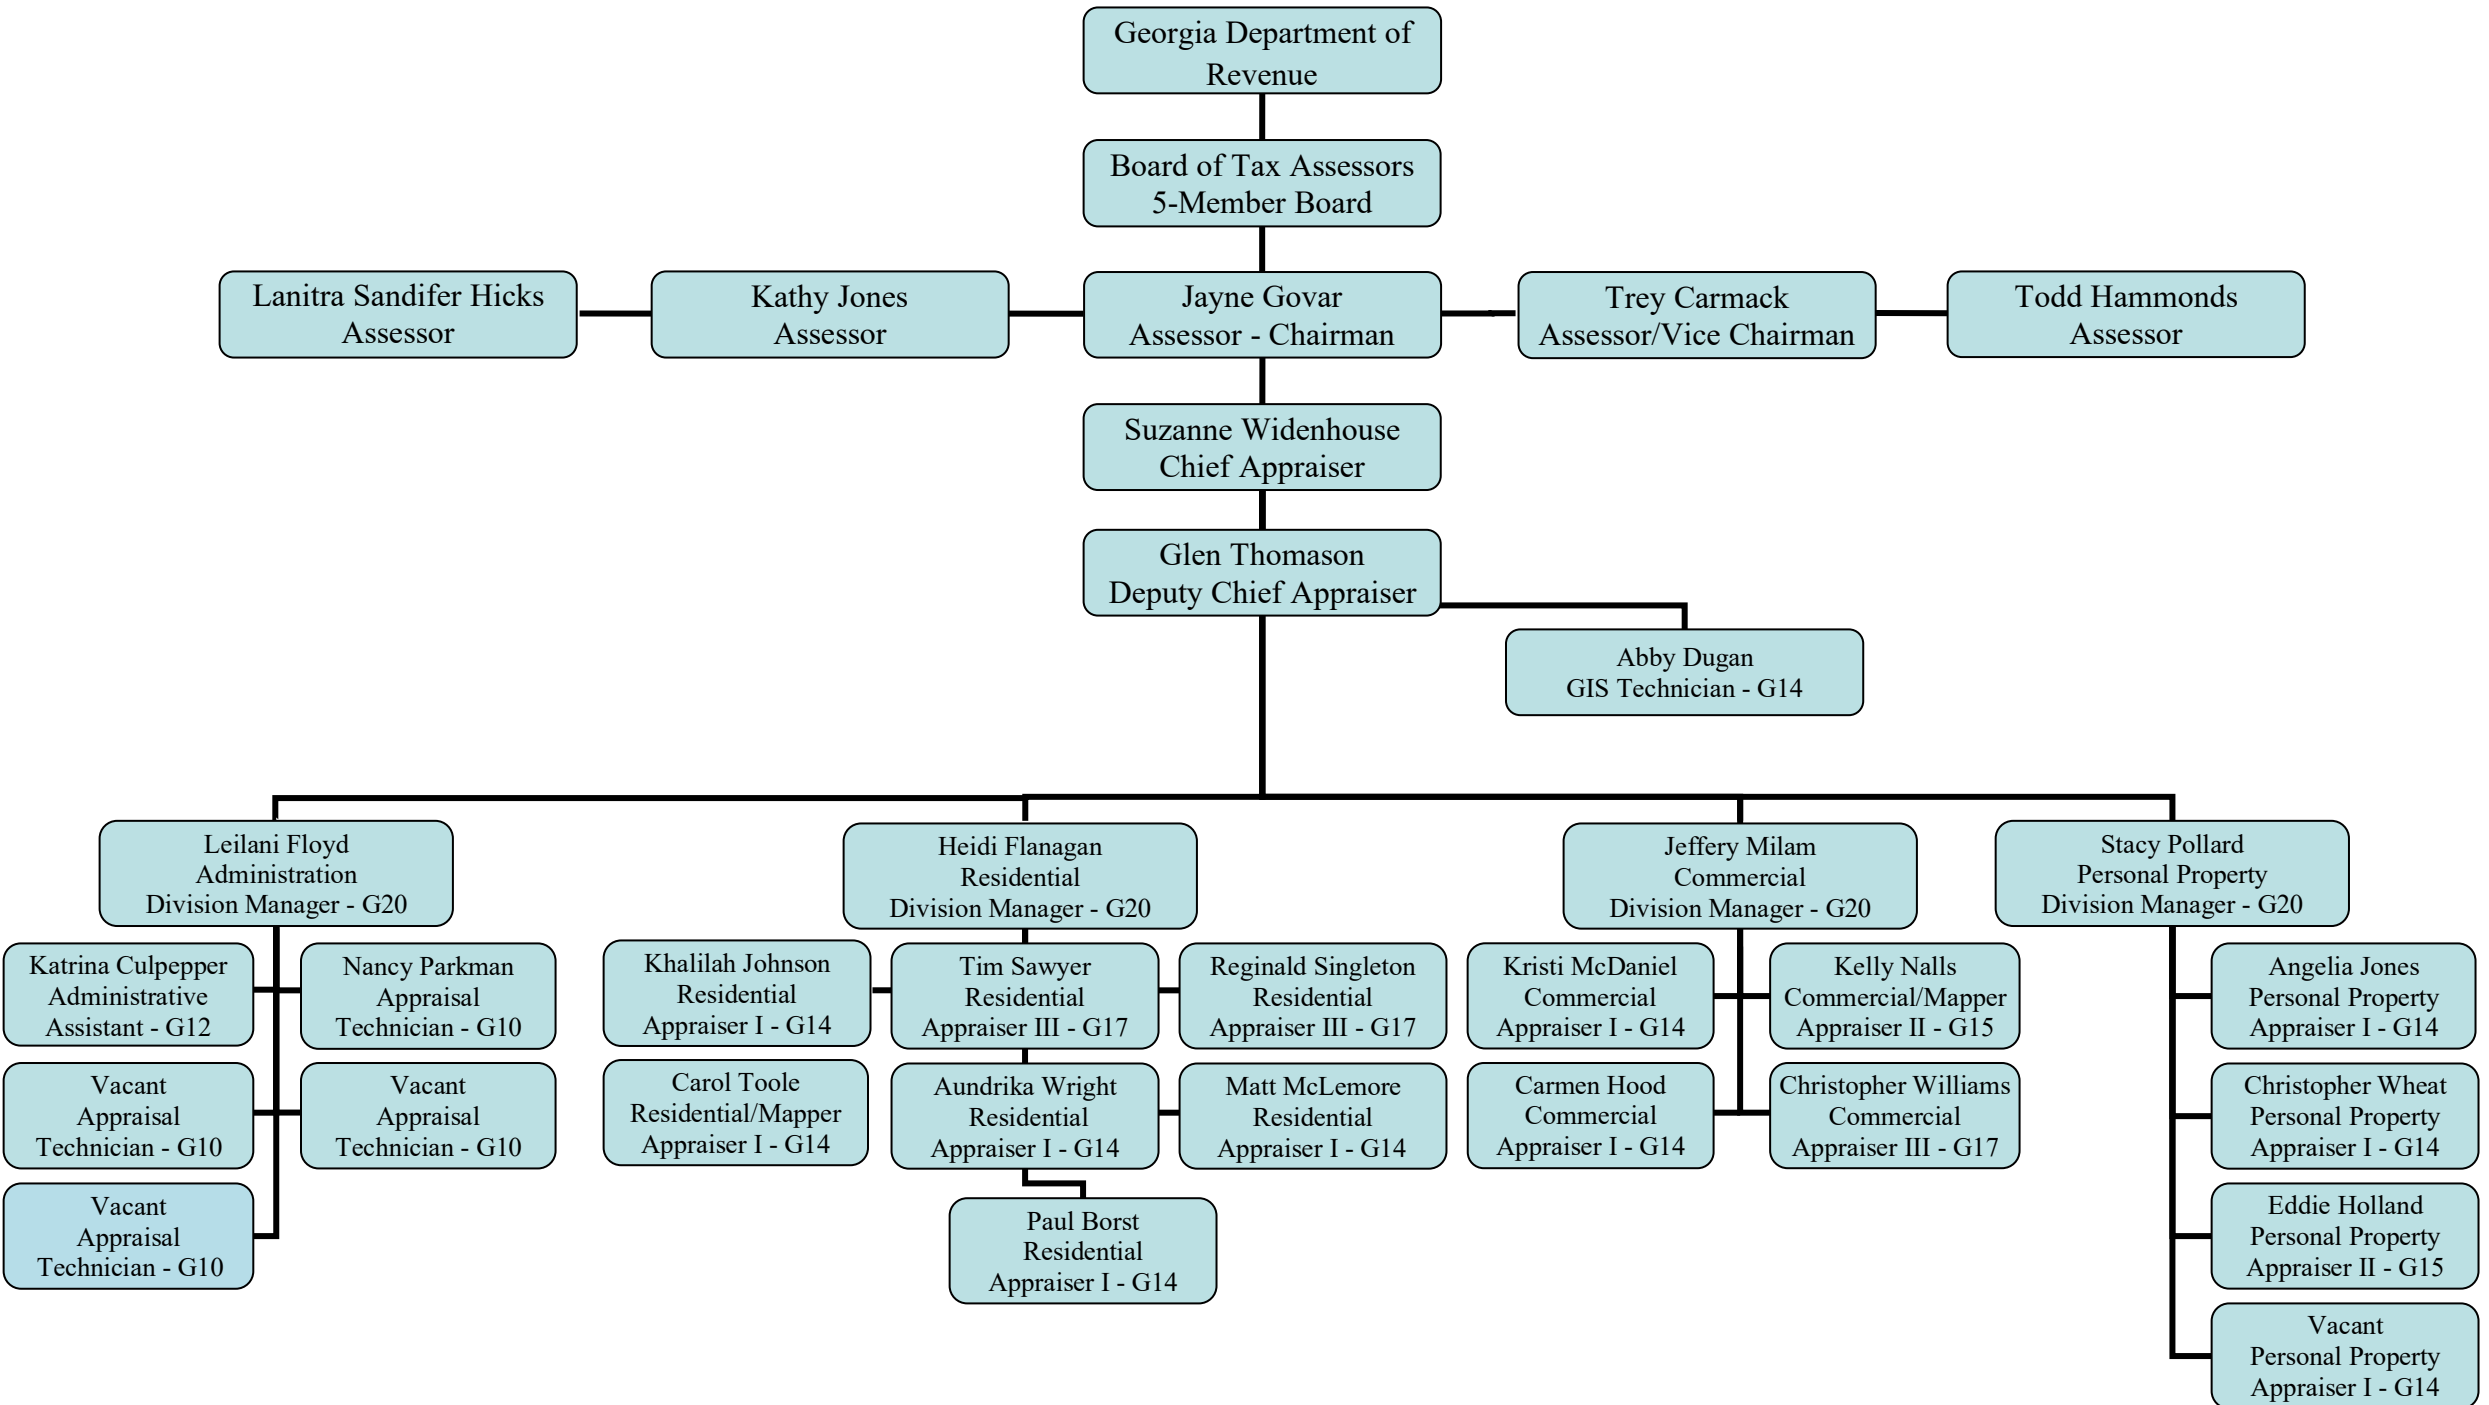 Georgia Department of
Revenue
Board of Tax Assessors
5-Member Board
Lanitra Sandifer Hicks
Assessor
Kathy Jones
Assessor
Jayne Govar
Assessor - Chairman
Trey Carmack
Assessor/Vice Chairman
Todd Hammonds
Assessor
Suzanne Widenhouse
Chief Appraiser
Glen Thomason
Deputy Chief Appraiser
Abby Dugan
GIS Technician - G14
Leilani Floyd
Administration
Division Manager - G20
Heidi Flanagan
Residential
Division Manager - G20
Jeffery Milam
Commercial
Division Manager - G20
Stacy Pollard
Personal Property
Division Manager - G20
Katrina Culpepper
Administrative
Assistant - G12
Nancy Parkman
Appraisal
Technician - G10
Khalilah Johnson
Residential
Appraiser I - G14
Tim Sawyer
Residential
Appraiser III - G17
Reginald Singleton
Residential
Appraiser III - G17
Kristi McDaniel
Commercial
Appraiser I - G14
Kelly Nalls
Commercial/Mapper
Appraiser II - G15
Angelia Jones
Personal Property
Appraiser I - G14
Vacant
Appraisal
Technician - G10
Vacant
Appraisal
Technician - G10
Carol Toole
Residential/Mapper
Appraiser I - G14
Aundrika Wright
Residential
Appraiser I - G14
Matt McLemore
Residential
Appraiser I - G14
Carmen Hood
Commercial
Appraiser I - G14
Christopher Williams
Commercial
Appraiser III - G17
Christopher Wheat
Personal Property
Appraiser I - G14
Vacant
Appraisal
Technician - G10
Paul Borst
Residential
Appraiser I - G14
Eddie Holland
Personal Property
Appraiser II - G15
Vacant
Personal Property
Appraiser I - G14